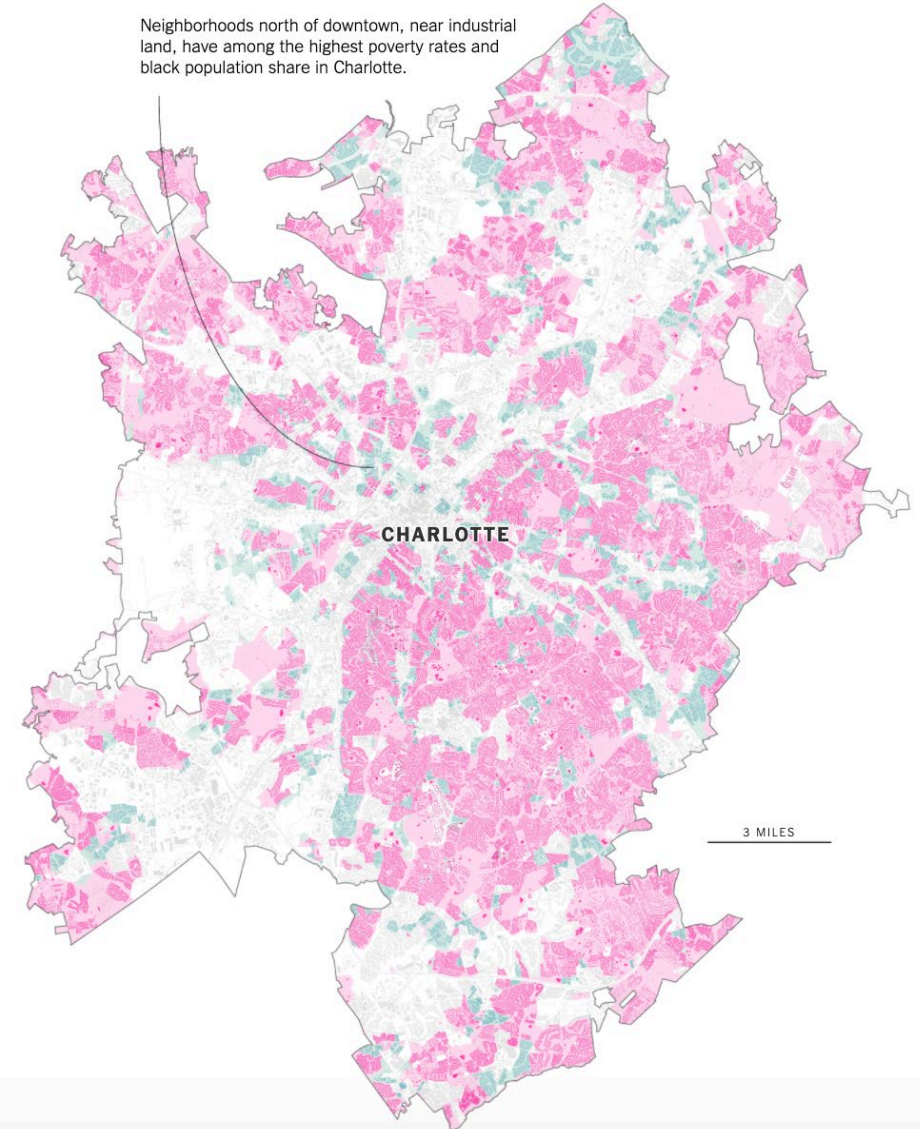 Neighborhoods north of downtown, near industrial
land, have among the highest poverty rates and
black population share in Charlotte.
CHARLOTTE
3 MILES